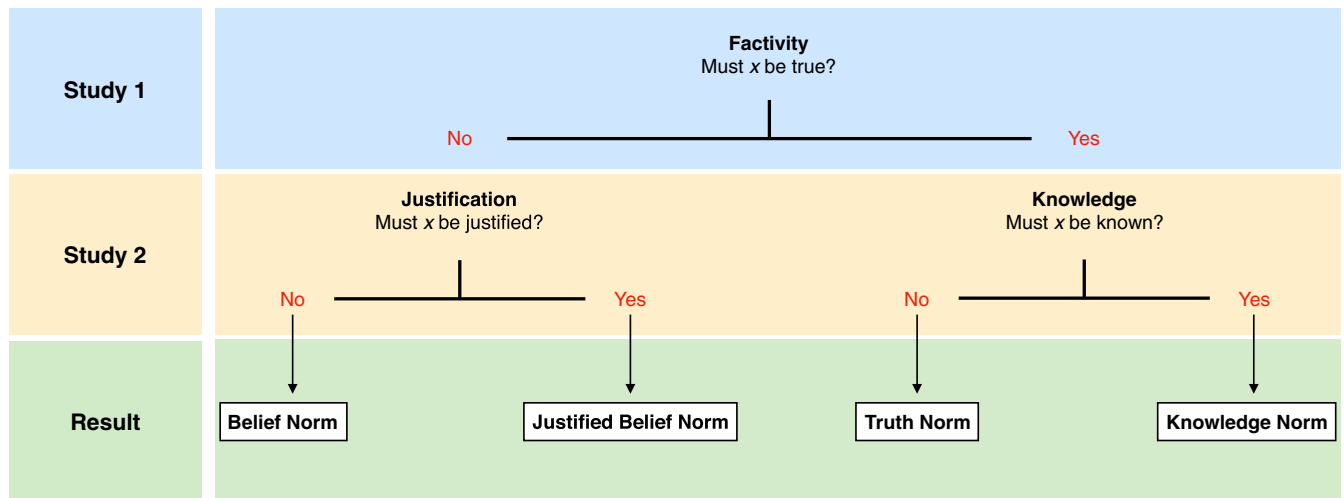 Study 1
Factivity
Must x be true?
No
Yes
Study 2
Justification
Must x be justified?
Knowledge
Must x be known?
No
Yes
No
Yes
Result
Belief Norm
Justified Belief Norm
Truth Norm
Knowledge Norm